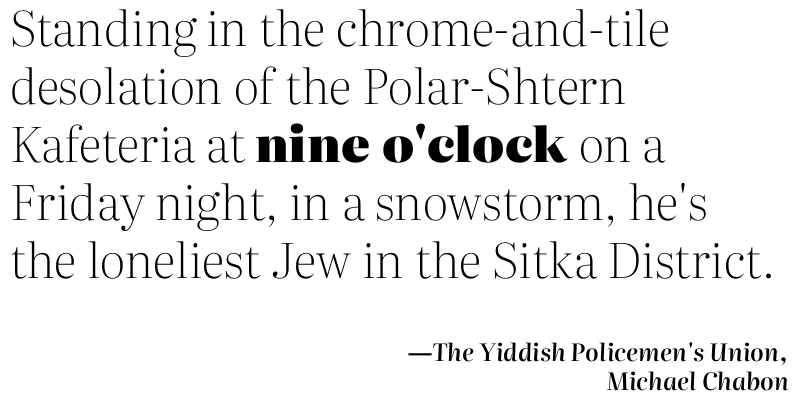 Standing in the chrome-and-tile
desolation of the Polar-Shtern
Kafeteria at nine o'clock on a
Friday night, in a snowstorm, he's
the loneliest Jew in the Sitka District.
—The Yiddish Policemen's Union,
Michael Chabon